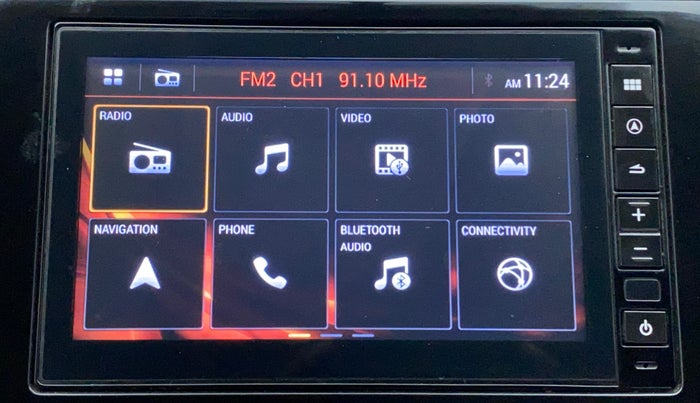 FM2 CH1 91.10 MHz AM 11:24
RADIO AUDIO VIDEO PHOTO
NAVIGATION PHONE BLUETOOTH AUDIO CONNECTIVITY